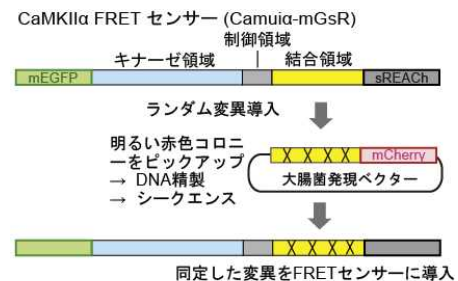 CaMKIIα FRET センサー (Camuiα-mGsR)
制御領域
キナーゼ領域
結合領域
mEGFP
sREACh
ランダム変異導入
明るい赤色コロニ
ーをピックアップ
→ DNA精製
→ シークエンス
X X X X
mCherry
大腸菌発現ベクター
X X X X
同定した変異をFRETセンサーに導入